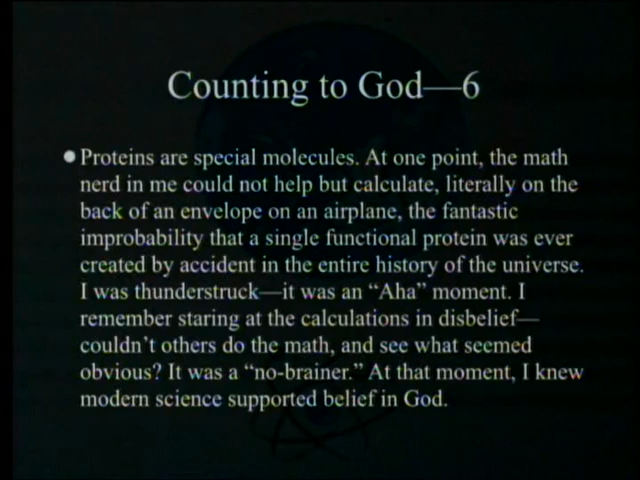 Counting to God—6
Proteins are special molecules. At one point, the math
nerd in me could not help but calculate, literally on the
back of an envelope on an airplane, the fantastic
improbability that a single functional protein was ever
created by accident in the entire history of the universe.
I was thunderstruck—it was an “Aha” moment. I
remember staring at the calculations in disbelief—
couldn’t others do the math, and see what seemed
obvious? It was a “no-brainer.” At that moment, I knew
modern science supported belief in God.